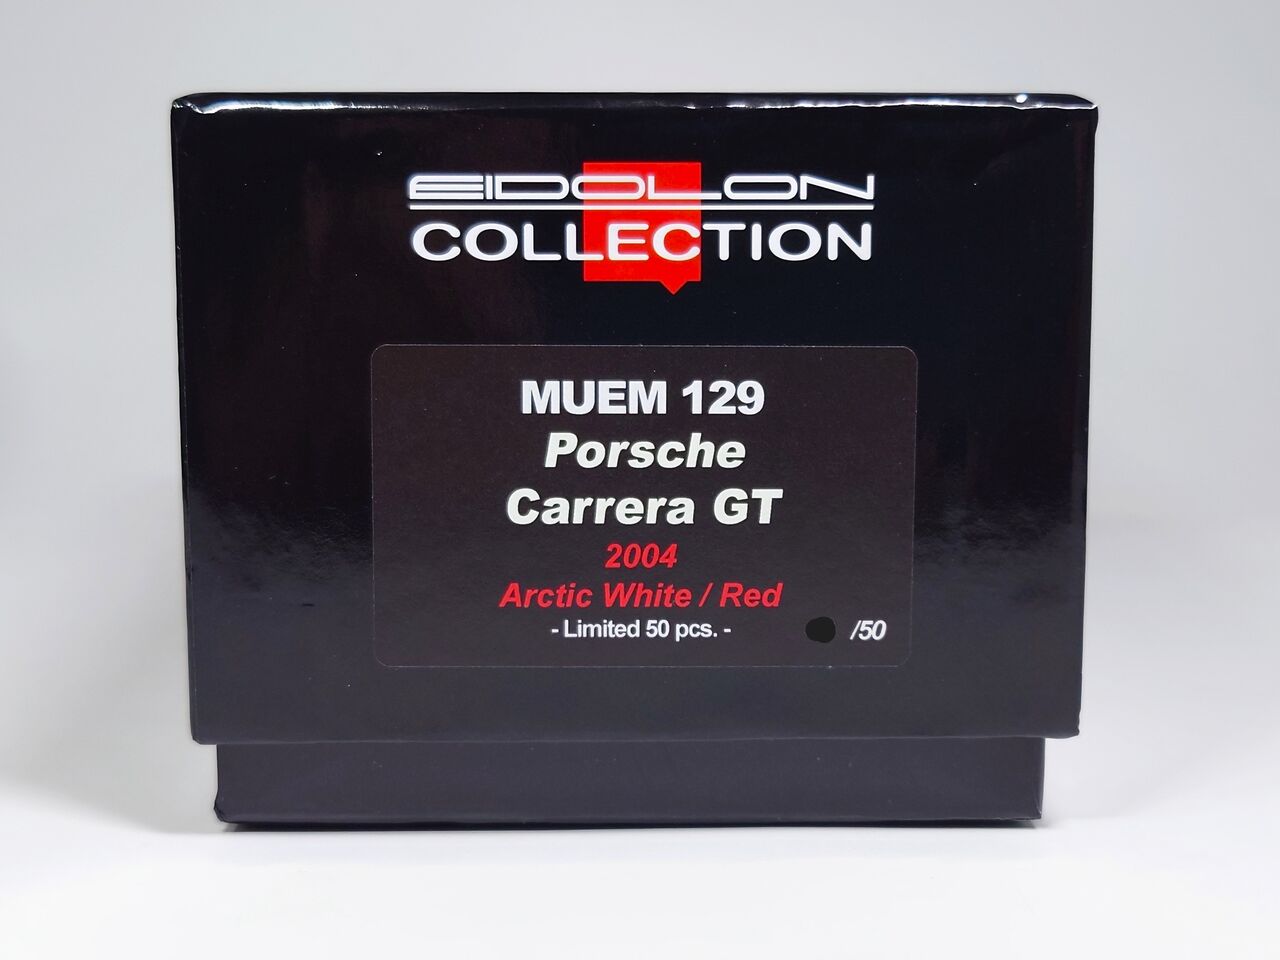 EIDOLON
COLLECTION
MUEM 129
Porsche
Carrera GT
2004
Arctic White / Red
- Limited 50 pcs. -
/50